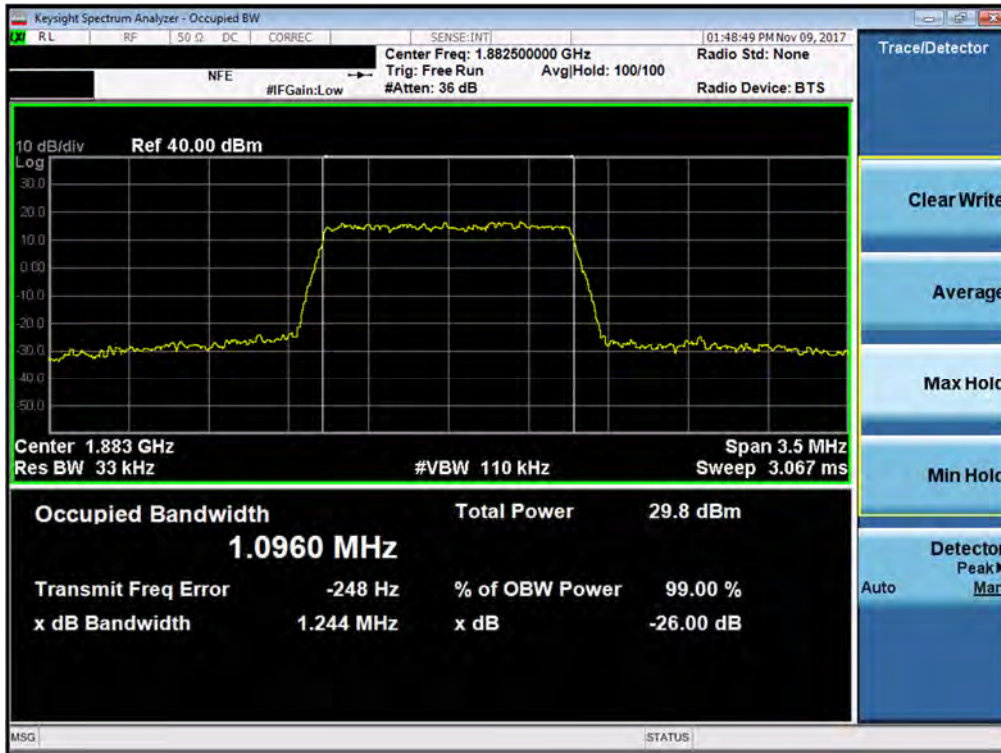 Keysight Spectrum Analyzer - Occupied BW
LXI RL RF 50 Ω DC CORREC SENSE:INT 01:48:49 PM Nov 09, 2017
Center Freq: 1.882500000 GHz Radio Std: None
NFE Trig: Free Run Avg|Hold: 100/100
#IFGain:Low #Atten: 36 dB Radio Device: BTS
Trace/Detector
10 dB/div Ref 40.00 dBm
Log
30.0
20.0
10.0
0.00
-10.0
-20.0
-30.0
-40.0
-50.0
Center 1.883 GHz Span 3.5 MHz
Res BW 33 kHz #VBW 110 kHz Sweep 3.067 ms
Occupied Bandwidth Total Power 29.8 dBm
1.0960 MHz
Transmit Freq Error -248 Hz % of OBW Power 99.00 %
x dB Bandwidth 1.244 MHz x dB -26.00 dB
Clear Write
Average
Max Hold
Min Hold
Detector
Peak
Auto Man
MSG STATUS